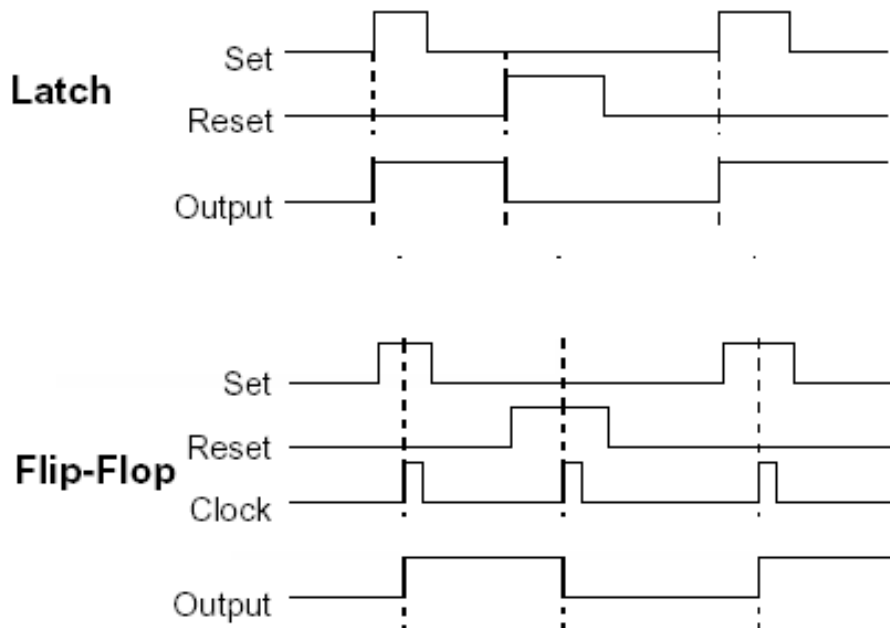 Set
Latch
Reset
Output
Set
Reset
Flip-Flop
Clock
Output